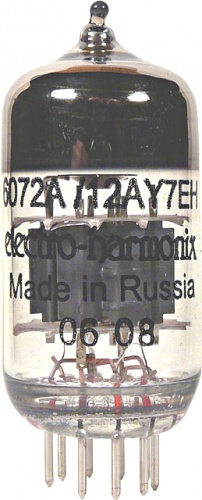 6072A / 12AY7EH
electro-harmonix
Made in Russia
06 08